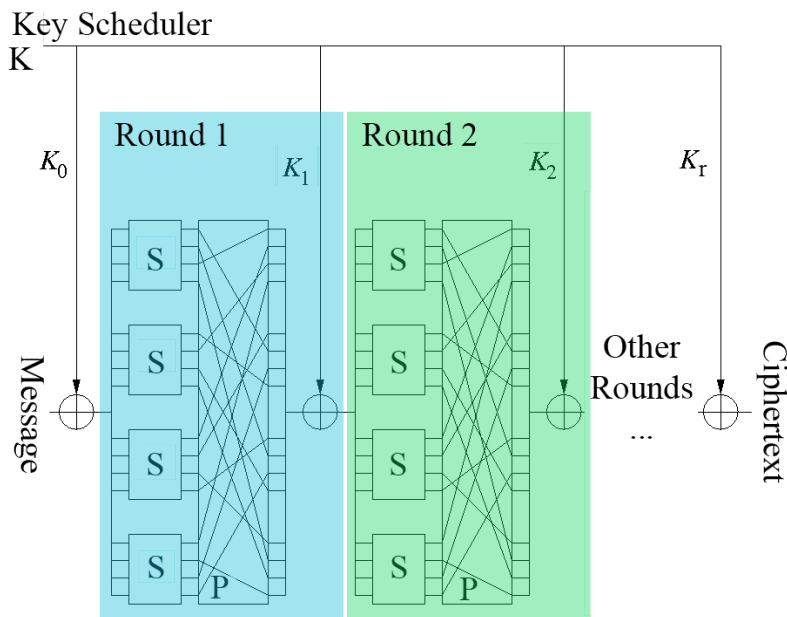 Key Scheduler
K
Round 1
Round 2
K0
K1
K2
Kr
S
S
S
S
P
S
S
S
S
P
Message
Other
Rounds
...
Ciphertext